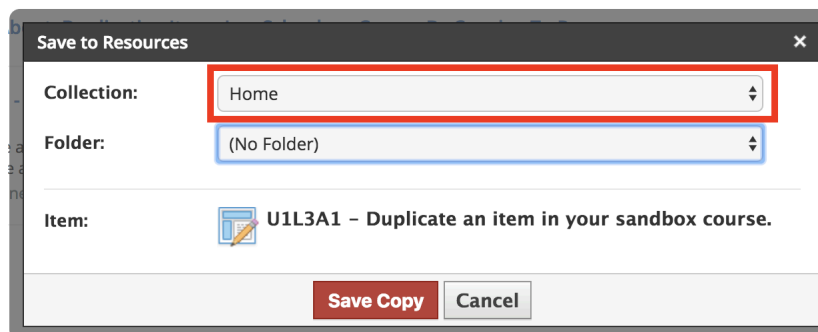 Save to Resources ×
Collection: Home
Folder: (No Folder)
Item: U1L3A1 – Duplicate an item in your sandbox course.
Save Copy Cancel